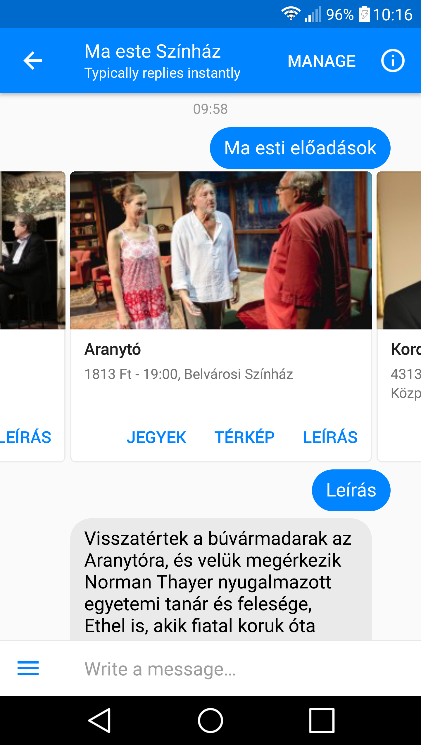 96% 10:16
Ma este Színház
Typically replies instantly
MANAGE
09:58
Ma esti előadások
Aranytó
1813 Ft - 19:00, Belvárosi Színház
LEÍRÁS
JEGYEK TÉRKÉP LEÍRÁS
4313
Közp
Leírás
Visszatértek a búvármadarak az
Aranytóra, és velük megérkezik
Norman Thayer nyugalmazott
egyetemi tanár és felesége,
Ethel is, akik fiatal koruk óta
Write a message...